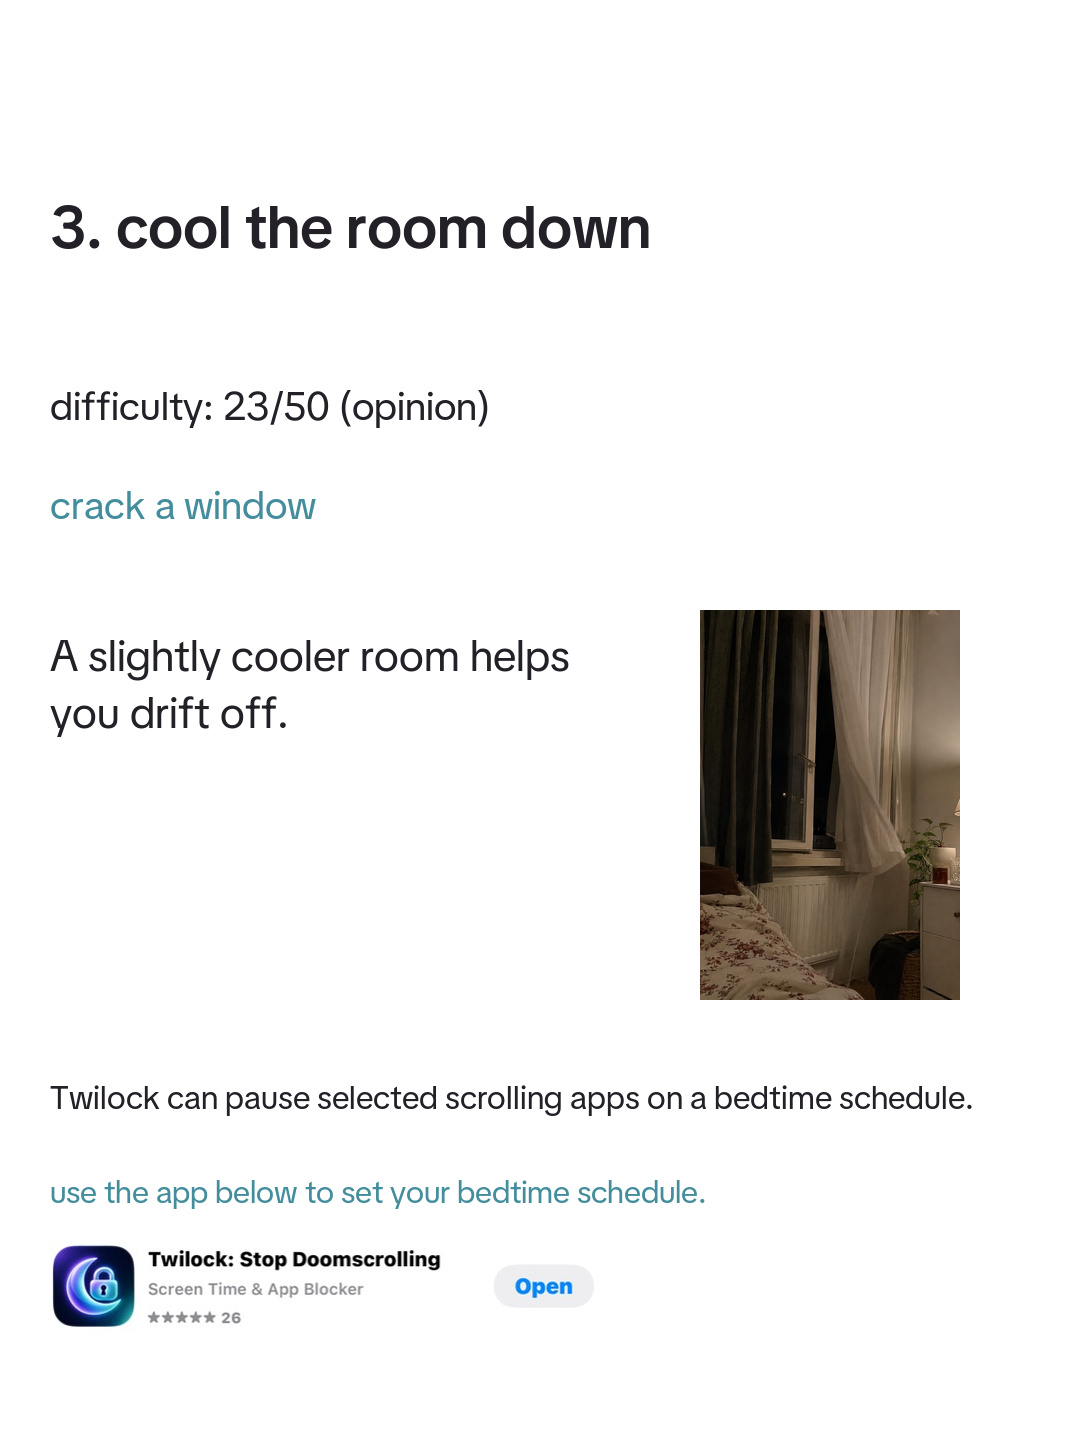 3. cool the room down
difficulty: 23/50 (opinion)
crack a window
A slightly cooler room helps
you drift off.
Twilock can pause selected scrolling apps on a bedtime schedule.
use the app below to set your bedtime schedule.
Twilock: Stop Doomscrolling
Screen Time & App Blocker
★★★★★ 26
Open